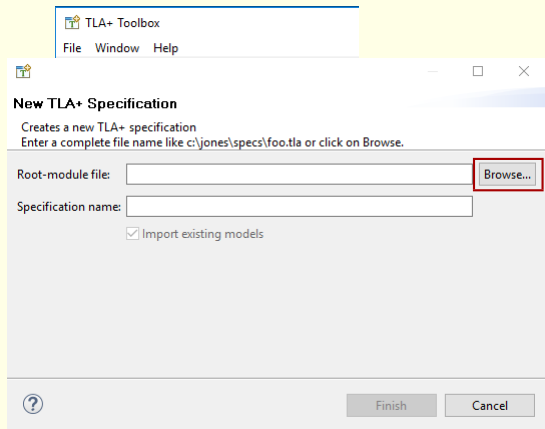 TLA+ Toolbox
File Window Help
New TLA+ Specification
Creates a new TLA+ specification
Enter a complete file name like c:\jones\specs\foo.tla or click on Browse.
Root-module file:
Browse...
Specification name:
Import existing models
?
Finish
Cancel